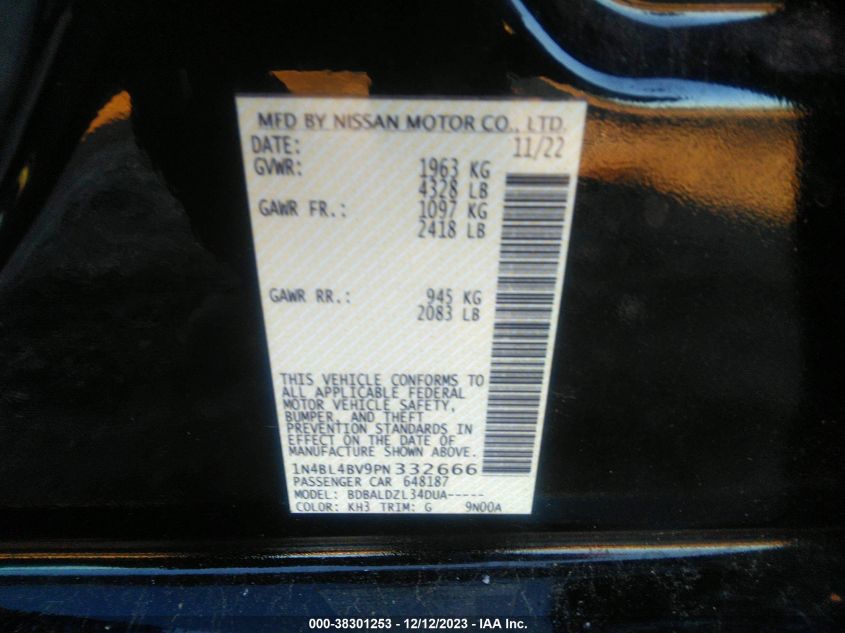 MFD BY NISSAN MOTOR CO., LTD.
DATE: 11/22
GVWR: 1963 KG
4328 LB
GAWR FR.: 1097 KG
2418 LB
GAWR RR.: 945 KG
2083 LB
THIS VEHICLE CONFORMS TO
ALL APPLICABLE FEDERAL
MOTOR VEHICLE SAFETY,
BUMPER, AND THEFT
PREVENTION STANDARDS IN
EFFECT ON THE DATE OF
MANUFACTURE SHOWN ABOVE.
1N4BL4BV9PN332666
PASSENGER CAR 648187
MODEL: BDBALDZL34DUA-----
COLOR: KH3 TRIM: G 9N00A
000-38301253 - 12/12/2023 - IAA Inc.